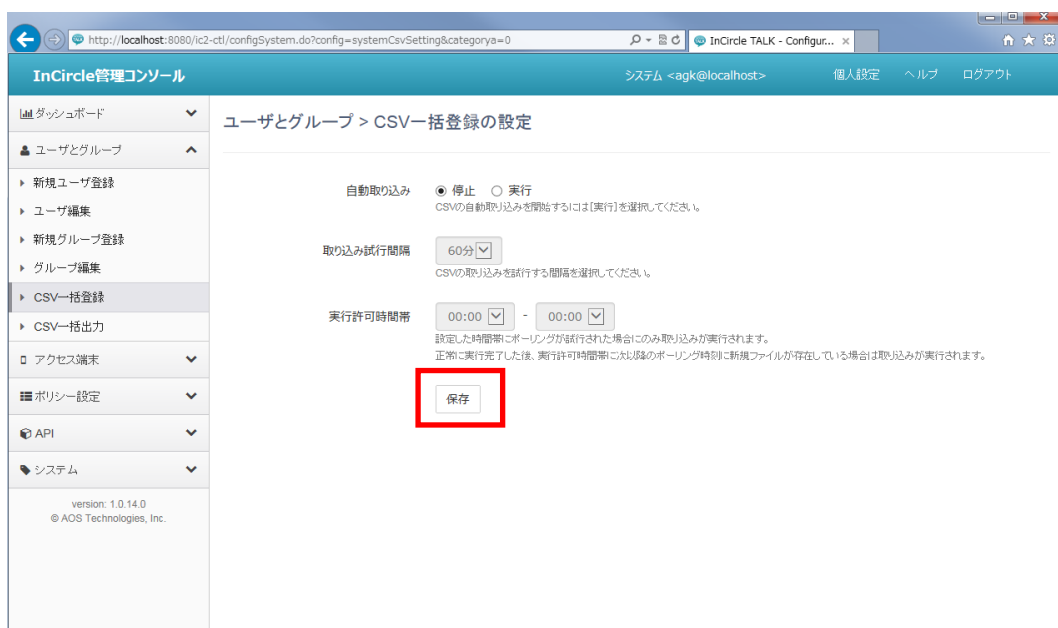 http://localhost:8080/ic2-ctl/configSystem.do?config=systemCsvSetting&categorya=0
InCircle TALK - Configur...
InCircle管理コンソール
システム <agk@localhost>
個人設定
ヘルプ
ログアウト
ダッシュボード
ユーザとグループ
新規ユーザ登録
ユーザ編集
新規グループ登録
グループ編集
CSV一括登録
CSV一括出力
アクセス端末
ポリシー設定
API
システム
version: 1.0.14.0
© AOS Technologies, Inc.
ユーザとグループ > CSV一括登録の設定
自動取り込み 停止 実行
CSVの自動取り込みを開始するには[実行]を選択してください。
取り込み試行間隔 60分
CSVの取り込みを試行する間隔を選択してください。
実行許可時間帯 00:00 - 00:00
設定した時間帯にポーリングが試行された場合にのみ取り込みが実行されます。
正常に実行完了した後、実行許可時間帯に次以降のポーリング時刻に新規ファイルが存在している場合は取り込みが実行されます。
保存